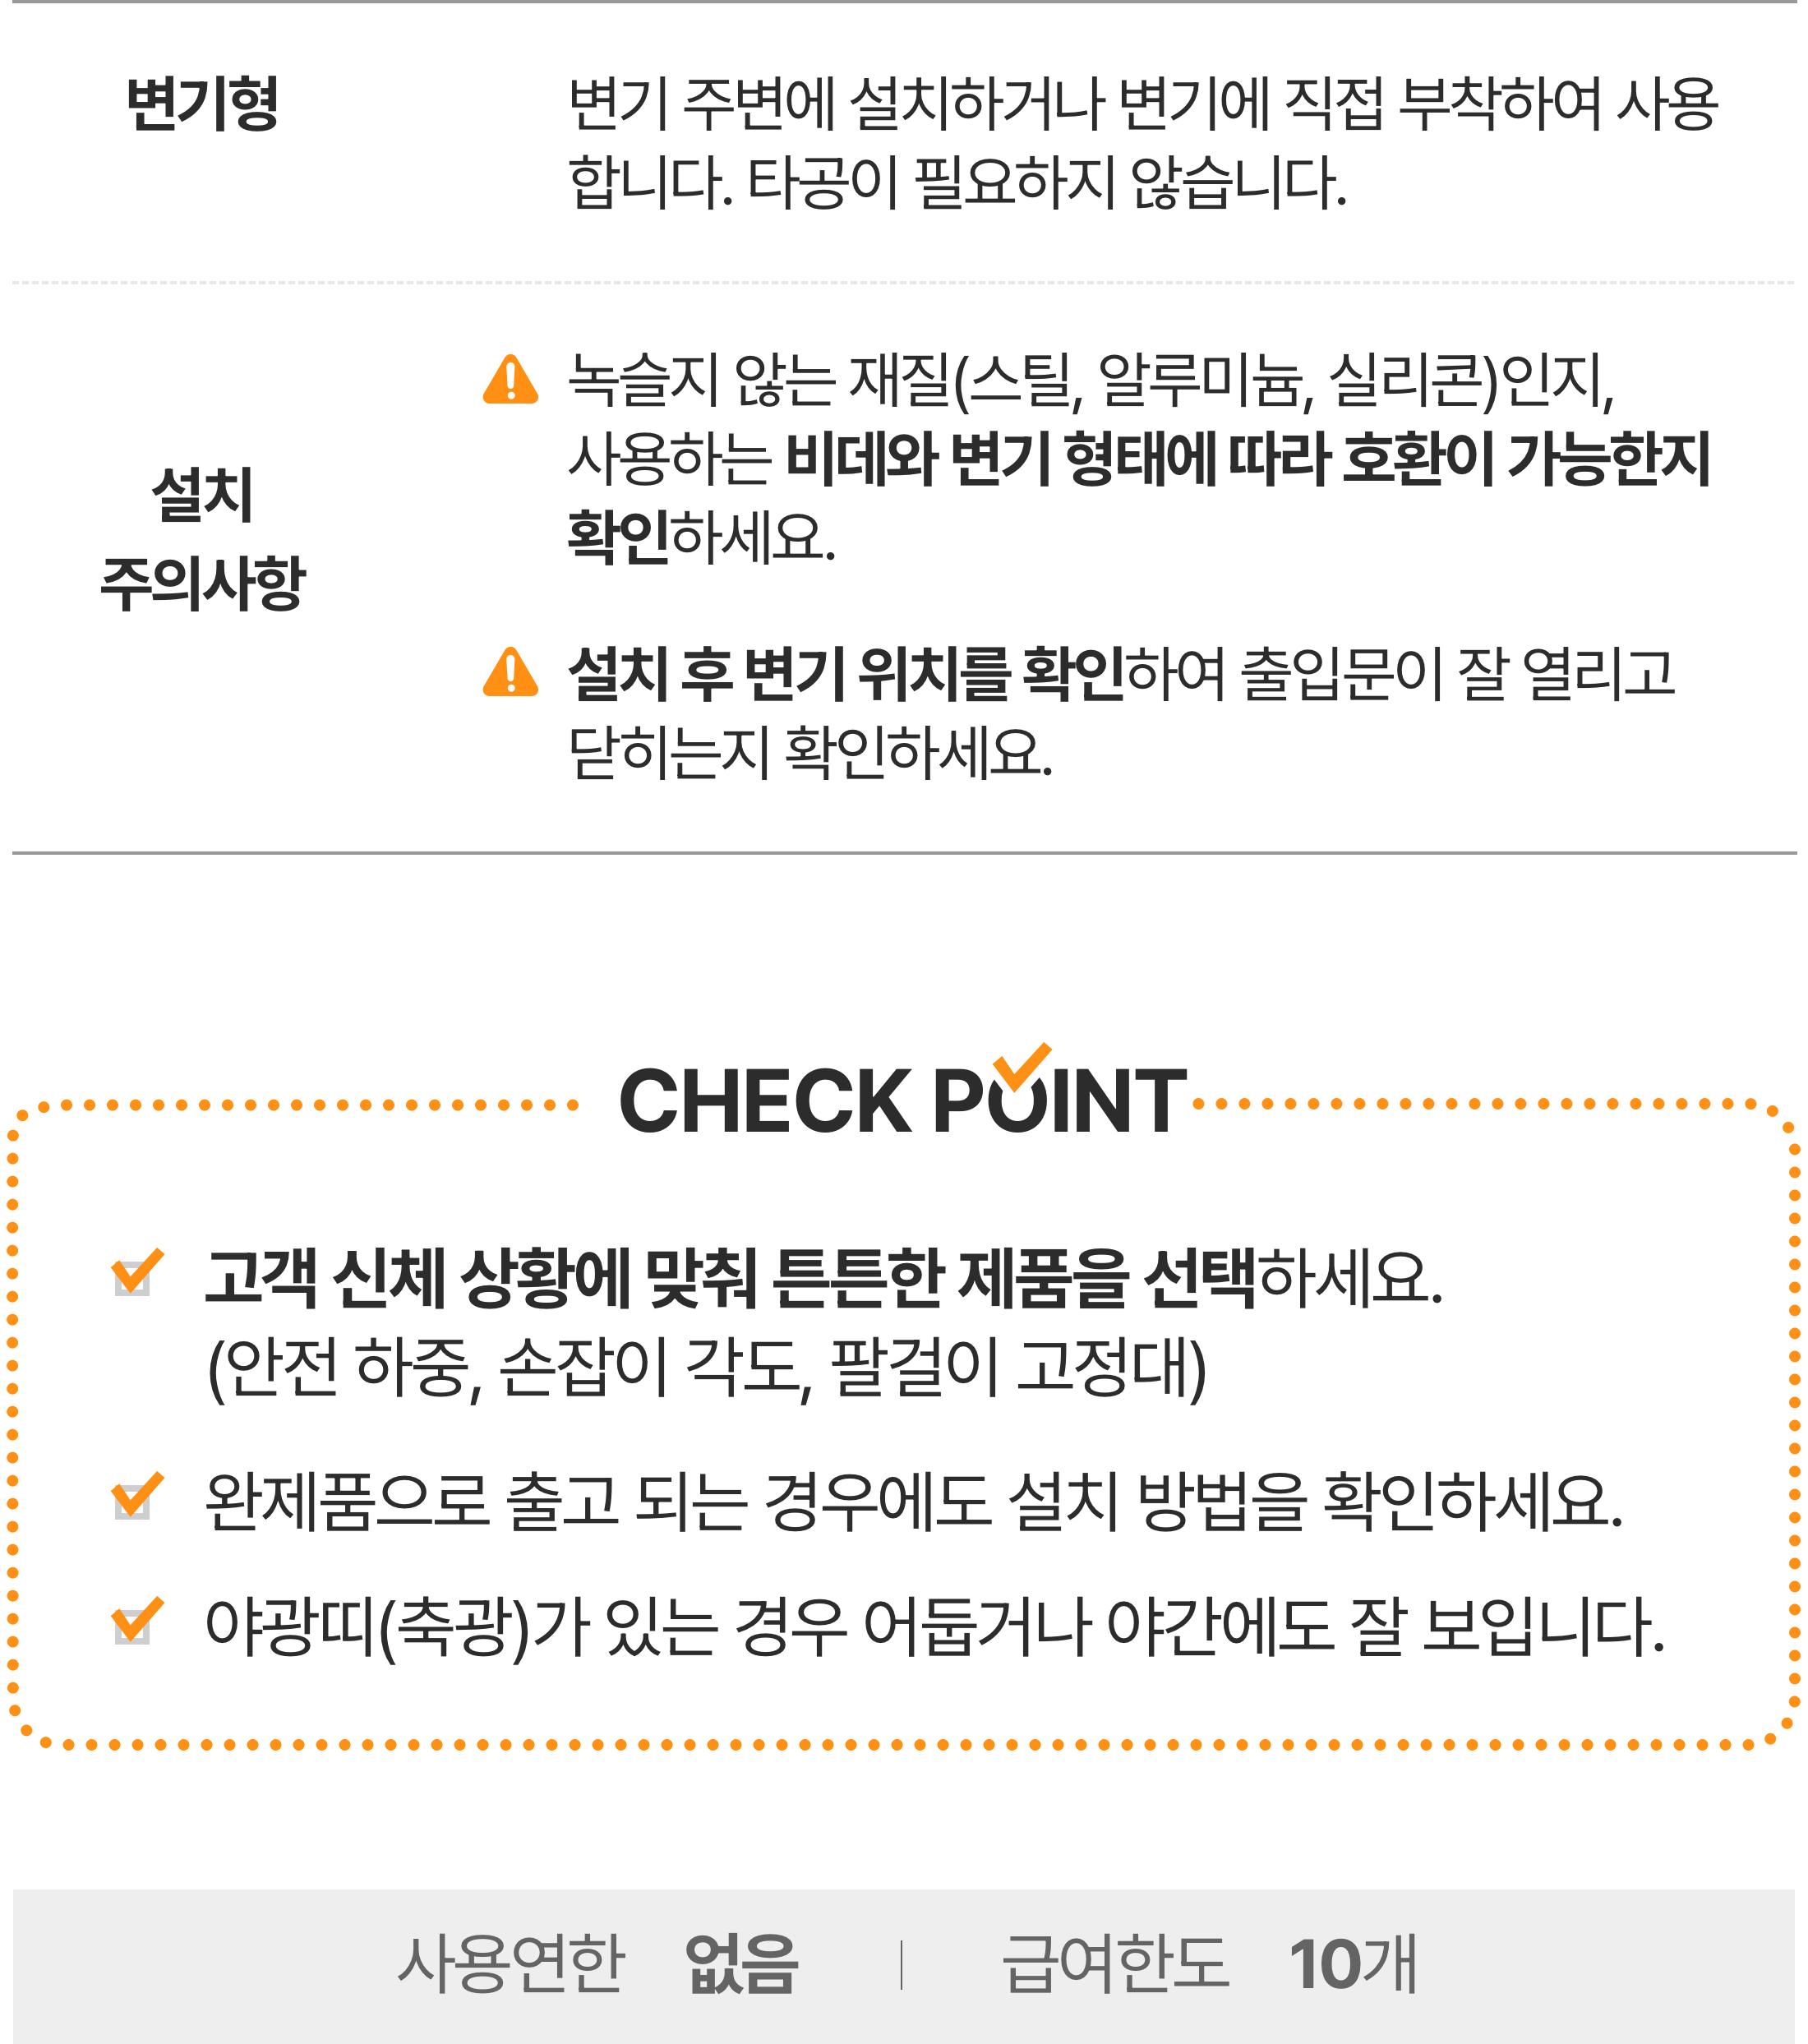 변기형
변기 주변에 설치하거나 변기에 직접 부착하여 사용
합니다. 타공이 필요하지 않습니다.
설치
주의사항
녹슬지 않는 재질(스틸, 알루미늄, 실리콘)인지,
사용하는 비데와 변기 형태에 따라 호환이 가능한지
확인하세요.
설치 후 변기 위치를 확인하여 출입문이 잘 열리고
닫히는지 확인하세요.
CHECK POINT
고객 신체 상황에 맞춰 튼튼한 제품을 선택하세요.
(안전 하중, 손잡이 각도, 팔걸이 고정대)
완제품으로 출고 되는 경우에도 설치 방법을 확인하세요.
야광띠(축광)가 있는 경우 어둡거나 야간에도 잘 보입니다.
사용연한 없음 | 급여한도 10개